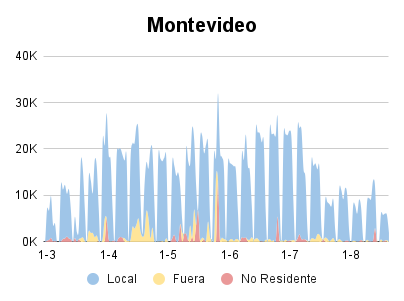 Montevideo
40K
30K
20K
10K
0K
1-3 1-4 1-5 1-6 1-7 1-8
Local Fuera No Residente